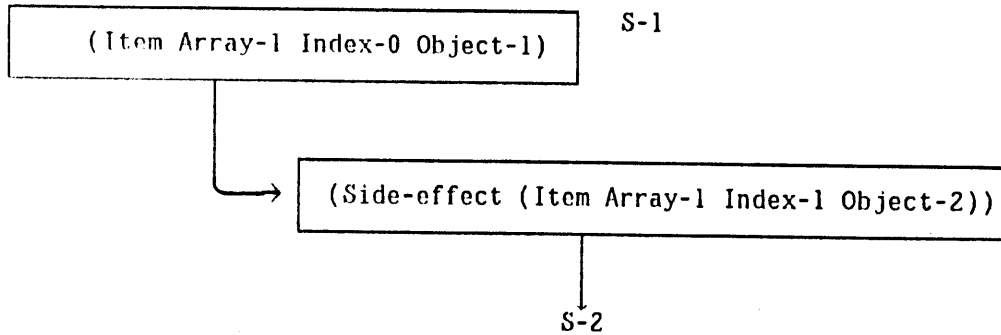 S-1
(Item Array-1 Index-0 Object-1)
(Side-effect (Item Array-1 Index-1 Object-2))
S-2